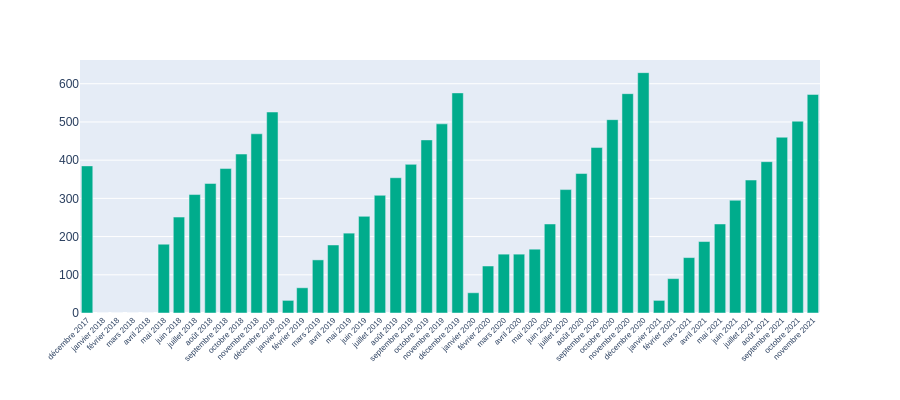 600
500
400
300
200
100
0
décembre 2017
janvier 2018
février 2018
mars 2018
avril 2018
mai 2018
juin 2018
juillet 2018
août 2018
septembre 2018
octobre 2018
novembre 2018
décembre 2018
janvier 2019
février 2019
mars 2019
avril 2019
mai 2019
juin 2019
juillet 2019
août 2019
septembre 2019
octobre 2019
novembre 2019
décembre 2019
janvier 2020
février 2020
mars 2020
avril 2020
mai 2020
juin 2020
juillet 2020
août 2020
septembre 2020
octobre 2020
novembre 2020
décembre 2020
janvier 2021
février 2021
mars 2021
avril 2021
mai 2021
juin 2021
juillet 2021
août 2021
septembre 2021
octobre 2021
novembre 2021